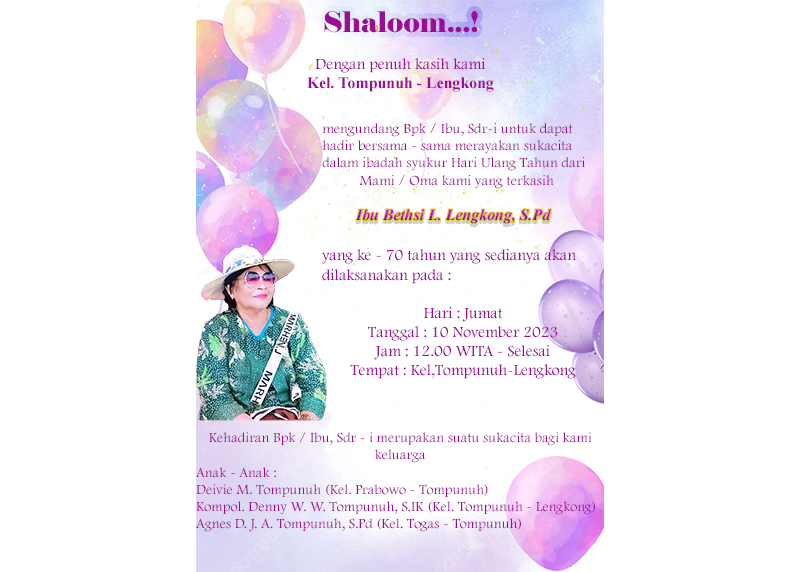 Shaloom...!
Dengan penuh kasih kami
Kel. Tompunuh - Lengkong
mengundang Bpk / Ibu, Sdr-i untuk dapat
hadir bersama - sama merayakan sukacita
dalam ibadah syukur Hari Ulang Tahun dari
Mami / Oma kami yang terkasih
Ibu Bethsi L. Lengkong, S.Pd
yang ke - 70 tahun yang sedianya akan
dilaksanakan pada :
Hari : Jumat
Tanggal : 10 November 2023
Jam : 12.00 WITA - Selesai
Tempat : Kel,Tompunuh-Lengkong
MARHEN.J
MARH
Kehadiran Bpk / Ibu, Sdr - i merupakan suatu sukacita bagi kami
keluarga
Anak - Anak :
Deivie M. Tompunuh (Kel. Prabowo - Tompunuh)
Kompol. Denny W. W. Tompunuh, S.IK (Kel. Tompunuh - Lengkong)
Agnes D. J. A. Tompunuh, S.Pd (Kel. Togas - Tompunuh)